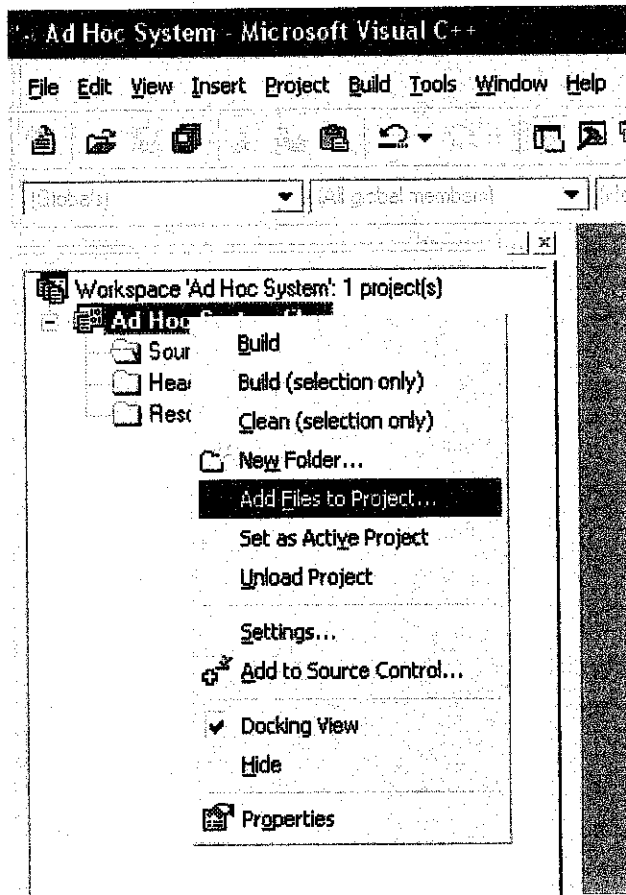 Ad Hoc System - Microsoft Visual C++
File Edit View Insert Project Build Tools Window Help
(Globals) (All global members)
Workspace 'Ad Hoc System': 1 project(s)
Ad Hoc
Sour
Hea
Reso
Build
Build (selection only)
Clean (selection only)
New Folder...
Add Files to Project...
Set as Active Project
Unload Project
Settings...
Add to Source Control...
Docking View
Hide
Properties